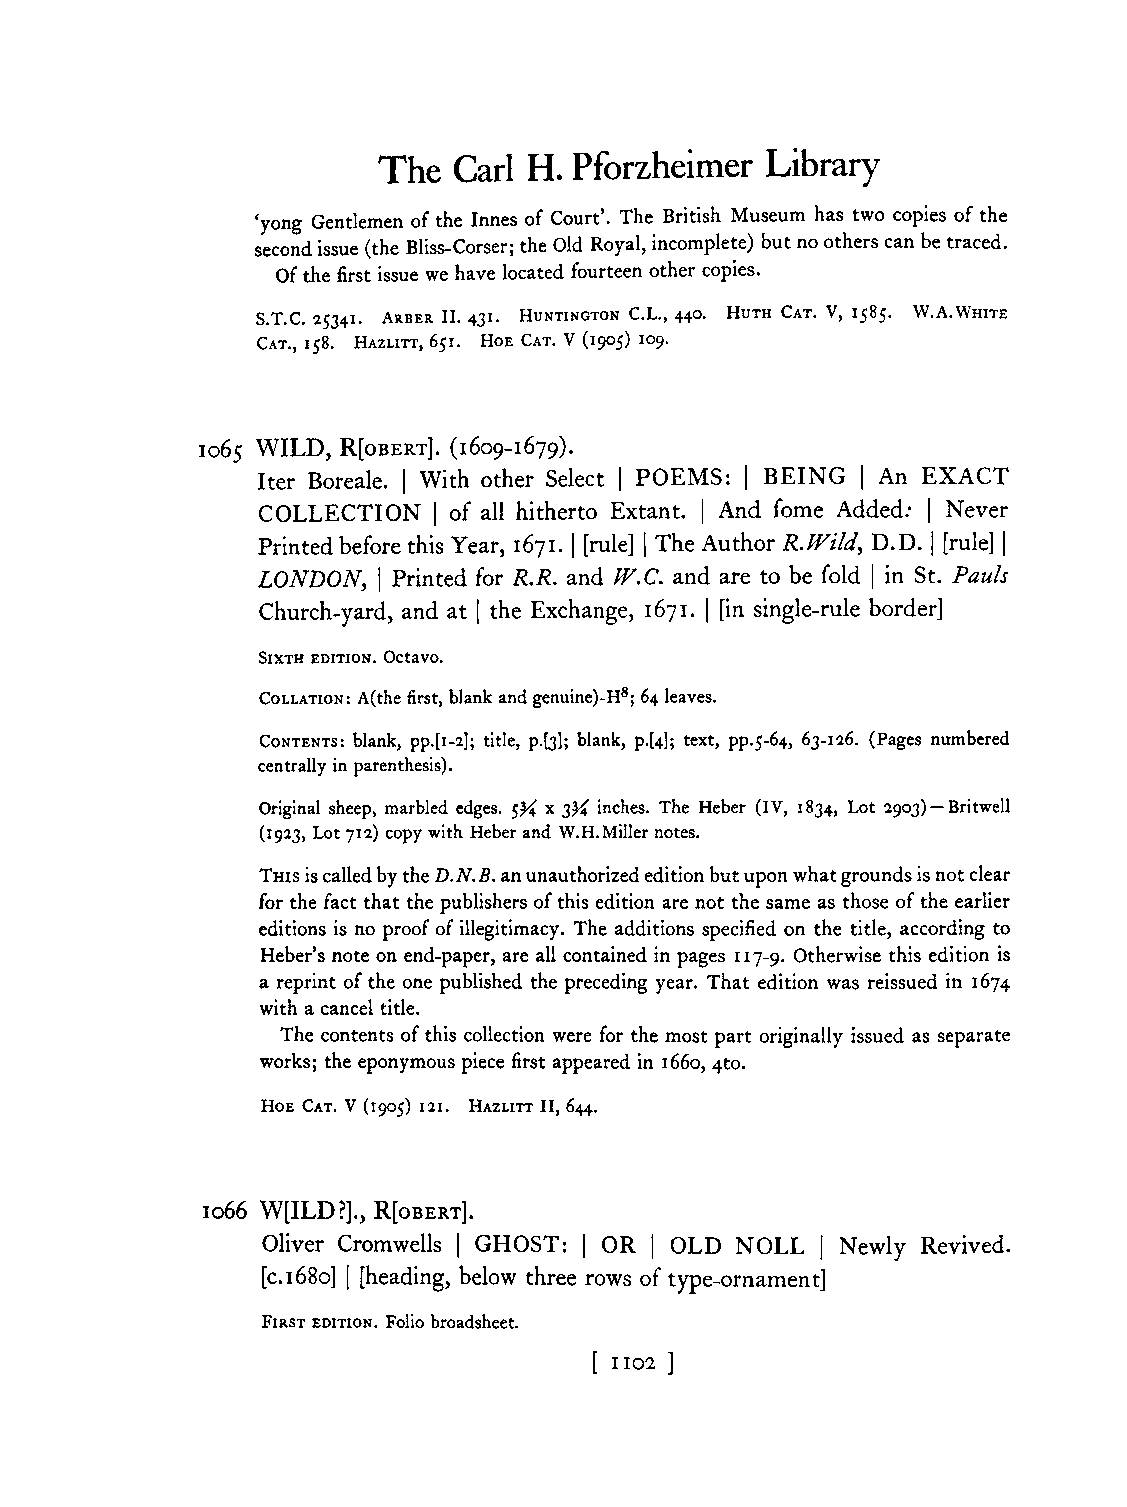 The Carl H. Pforzheimer Library
‘yong Gentlemen of the Innes of Court’. The British Museum has two copies of the
second issue (the Bliss-Corser; the Old Royal, incomplete) but no others can be traced.
Of the first issue we have located fourteen other copies.
S.T.C. 25341. ARBER II. 431. HUNTINGTON C.L., 440. HUTH CAT. V, 1585. W.A.WHITE
CAT., 158. HAZLITT, 651. HOE CAT. V (1905) 109.
1065 WILD, R[OBERT]. (1609-1679).
Iter Boreale. | With other Select | POEMS: | BEING | An EXACT
COLLECTION | of all hitherto Extant. | And ſome Added: | Never
Printed before this Year, 1671. | [rule] | The Author R.Wild, D.D. | [rule] |
LONDON, | Printed for R.R. and W.C. and are to be ſold | in St. Pauls
Church-yard, and at | the Exchange, 1671. | [in single-rule border]
SIXTH EDITION. Octavo.
COLLATION: A(the first, blank and genuine)-H⁸; 64 leaves.
CONTENTS: blank, pp.[1-2]; title, p.[3]; blank, p.[4]; text, pp.5-64, 63-126. (Pages numbered
centrally in parenthesis).
Original sheep, marbled edges. 5¾ x 3¾ inches. The Heber (IV, 1834, Lot 2903)—Britwell
(1923, Lot 712) copy with Heber and W.H.Miller notes.
THIS is called by the D.N.B. an unauthorized edition but upon what grounds is not clear
for the fact that the publishers of this edition are not the same as those of the earlier
editions is no proof of illegitimacy. The additions specified on the title, according to
Heber's note on end-paper, are all contained in pages 117-9. Otherwise this edition is
a reprint of the one published the preceding year. That edition was reissued in 1674
with a cancel title.
The contents of this collection were for the most part originally issued as separate
works; the eponymous piece first appeared in 1660, 4to.
HOE CAT. V (1905) 121. HAZLITT II, 644.
1066 W[ILD?]., R[OBERT].
Oliver Cromwells | GHOST: | OR | OLD NOLL | Newly Revived.
[c.1680] | [heading, below three rows of type-ornament]
FIRST EDITION. Folio broadsheet.
[ 1102 ]